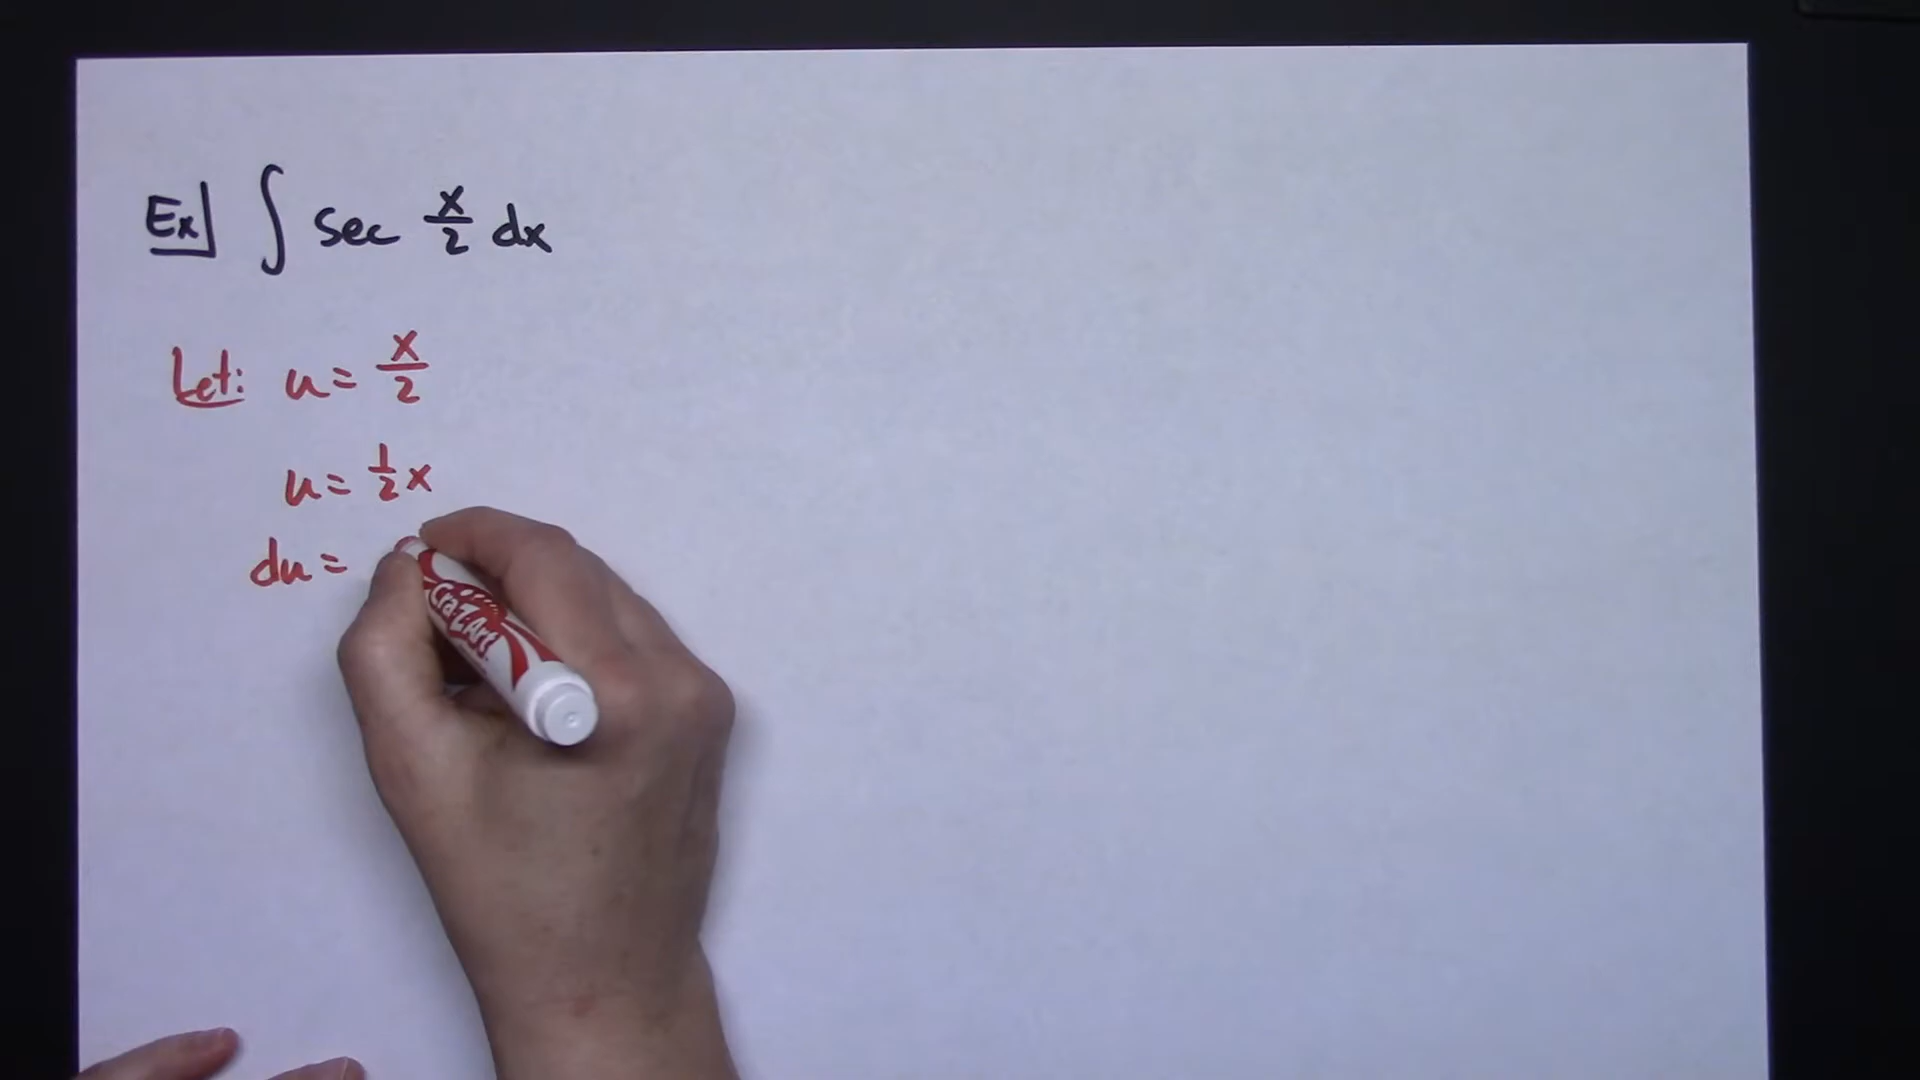 Ex ∫ sec x/2 dx
Let: u = x/2
u = 1/2 x
du =
Cra-Z-Art